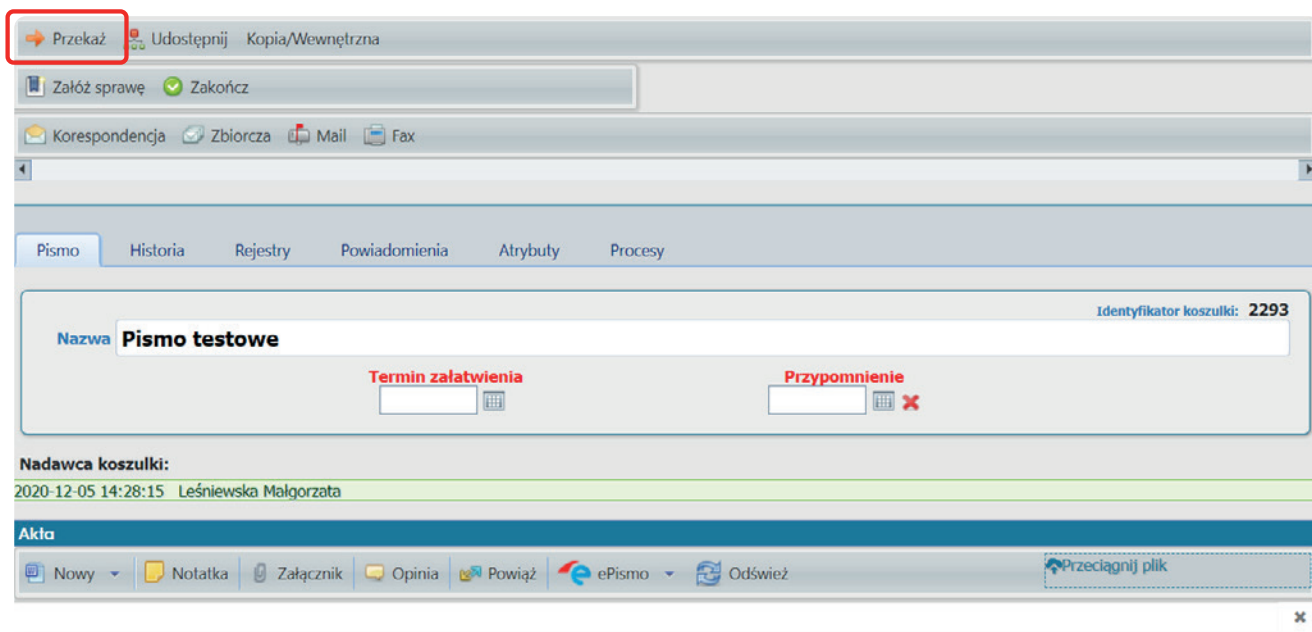 Przekaż Udostępnij Kopia/Wewnętrzna
Załóż sprawę Zakończ
Korespondencja Zbiorcza Mail Fax
Pismo Historia Rejestry Powiadomienia Atrybuty Procesy
Identyfikator koszulki: 2293
Nazwa Pismo testowe
Termin załatwienia Przypomnienie
Nadawca koszulki:
2020-12-05 14:28:15 Leśniewska Małgorzata
Akta
Nowy Notatka Załącznik Opinia Powiąż ePismo Odśwież Przeciągnij plik